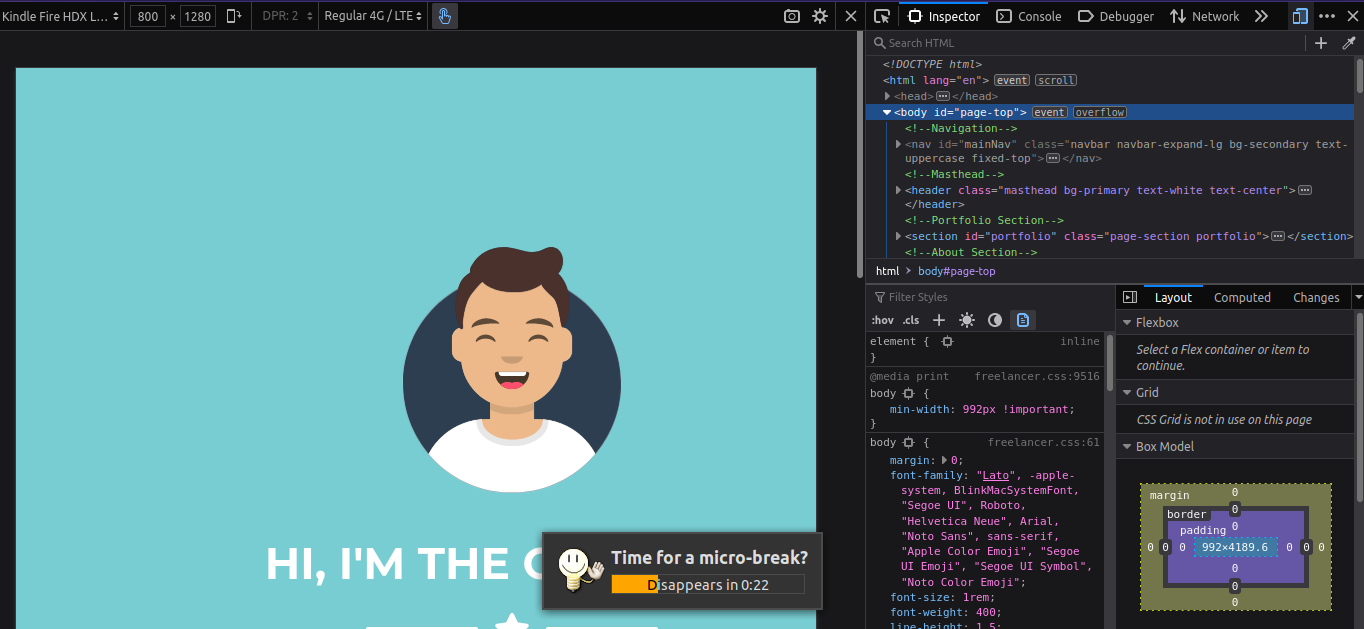 Kindle Fire HDX L... 800 × 1280 DPR: 2 Regular 4G / LTE
Inspector Console Debugger Network
Search HTML
<!DOCTYPE html>
<html lang="en"> event scroll
<head> ... </head>
<body id="page-top"> event overflow
<!--Navigation-->
<nav id="mainNav" class="navbar navbar-expand-lg bg-secondary text-
uppercase fixed-top"> ... </nav>
<!--Masthead-->
<header class="masthead bg-primary text-white text-center"> ...
</header>
<!--Portfolio Section-->
<section id="portfolio" class="page-section portfolio"> ... </section>
<!--About Section-->
html > body#page-top
Filter Styles
:hov .cls +
element { inline
}
@media print freelancer.css:9516
body {
min-width: 992px !important;
}
body { freelancer.css:61
margin: 0;
font-family: "Lato", -apple-
system, BlinkMacSystemFont,
"Segoe UI", Roboto,
"Helvetica Neue", Arial,
"Noto Sans", sans-serif,
"Apple Color Emoji", "Segoe
UI Emoji", "Segoe UI Symbol",
"Noto Color Emoji";
font-size: 1rem;
font-weight: 400;
line-height: 1.5;
Layout Computed Changes
Flexbox
Select a Flex container or item to
continue.
Grid
CSS Grid is not in use on this page
Box Model
margin 0
border 0
padding 0
0 0 0 992×4189.6 0 0 0
0
0
0
HI, I'M THE
Time for a micro-break?
Disappears in 0:22